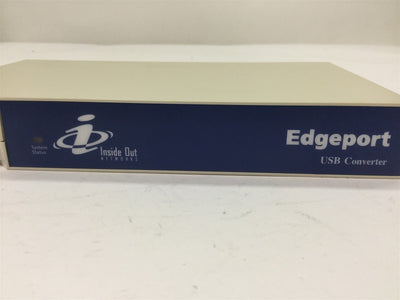 System
Status
Inside Out
NETWORKS
Edgeport
USB Converter